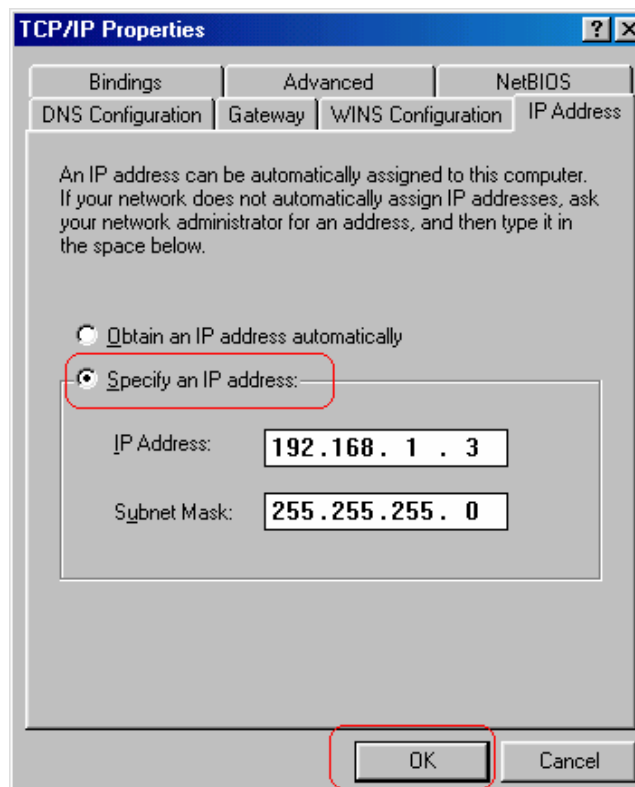 TCP/IP Properties
Bindings Advanced NetBIOS
DNS Configuration Gateway WINS Configuration IP Address
An IP address can be automatically assigned to this computer.
If your network does not automatically assign IP addresses, ask
your network administrator for an address, and then type it in
the space below.
Obtain an IP address automatically
Specify an IP address:
IP Address: 192.168. 1 . 3
Subnet Mask: 255.255.255. 0
OK Cancel